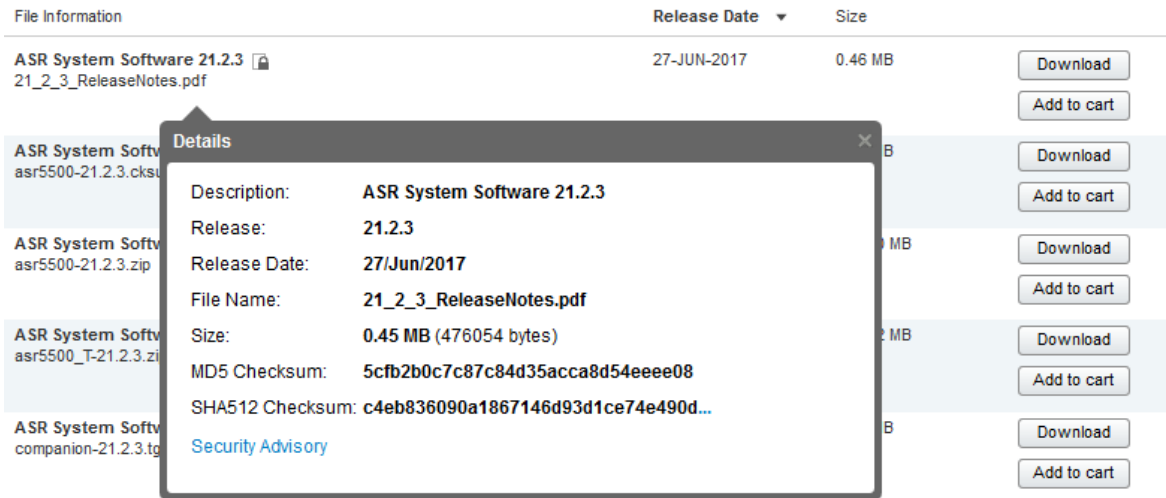 File Information Release Date Size
ASR System Software 21.2.3 27-JUN-2017 0.46 MB Download
21_2_3_ReleaseNotes.pdf
Add to cart
Details
ASR System Softw B Download
asr5500-21.2.3.cksu
Description: ASR System Software 21.2.3
Add to cart
Release: 21.2.3
ASR System Softw MB Download
asr5500-21.2.3.zip
Release Date: 27/Jun/2017
Add to cart
File Name: 21_2_3_ReleaseNotes.pdf
ASR System Softw MB Download
Size: 0.45 MB (476054 bytes)
asr5500_T-21.2.3.zi
MD5 Checksum: 5cfb2b0c7c87c84d35acca8d54eeee08
Add to cart
SHA512 Checksum: c4eb836090a1867146d93d1ce74e490d...
ASR System Softw B Download
companion-21.2.3.tg
Security Advisory
Add to cart